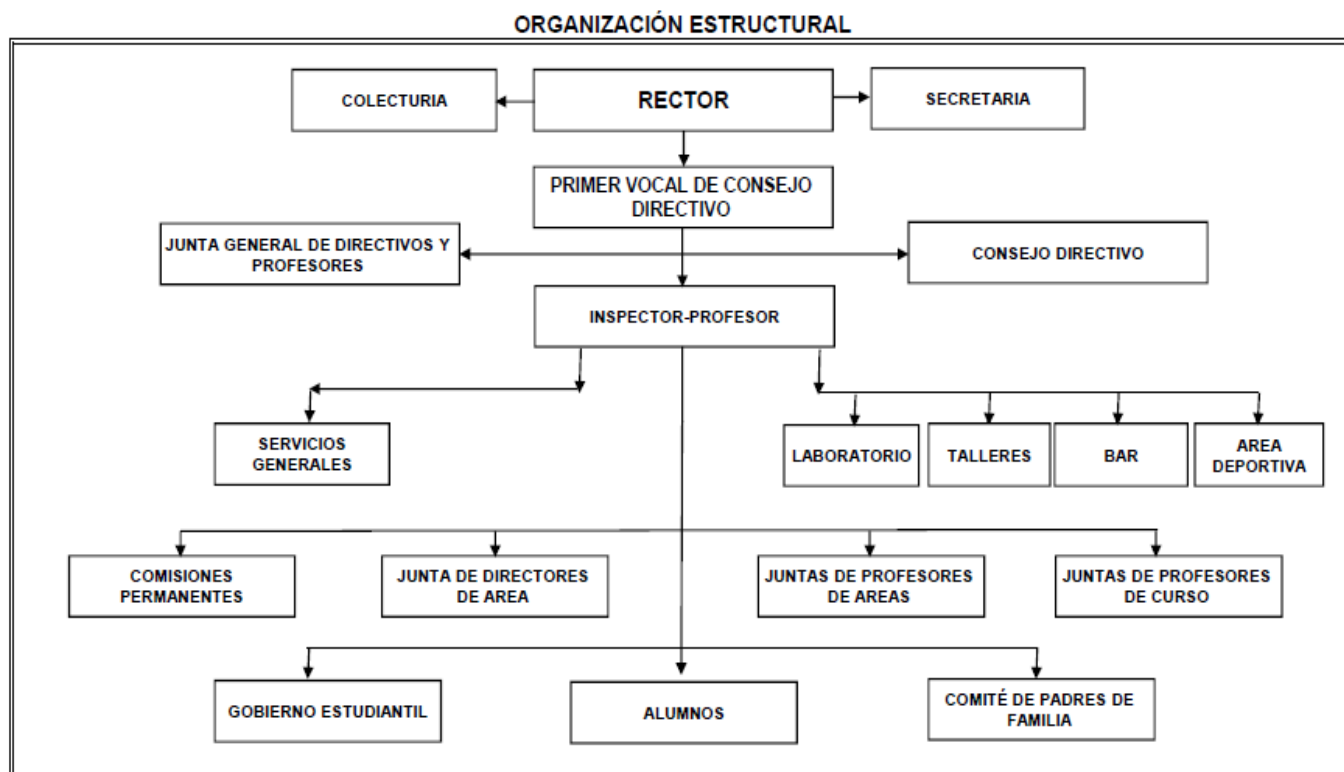 ORGANIZACIÓN ESTRUCTURAL
COLECTURIA
RECTOR
SECRETARIA
PRIMER VOCAL DE CONSEJO
DIRECTIVO
JUNTA GENERAL DE DIRECTIVOS Y
PROFESORES
CONSEJO DIRECTIVO
INSPECTOR-PROFESOR
SERVICIOS
GENERALES
LABORATORIO
TALLERES
BAR
AREA
DEPORTIVA
COMISIONES
PERMANENTES
JUNTA DE DIRECTORES
DE AREA
JUNTAS DE PROFESORES
DE AREAS
JUNTAS DE PROFESORES
DE CURSO
GOBIERNO ESTUDIANTIL
ALUMNOS
COMITÉ DE PADRES DE
FAMILIA